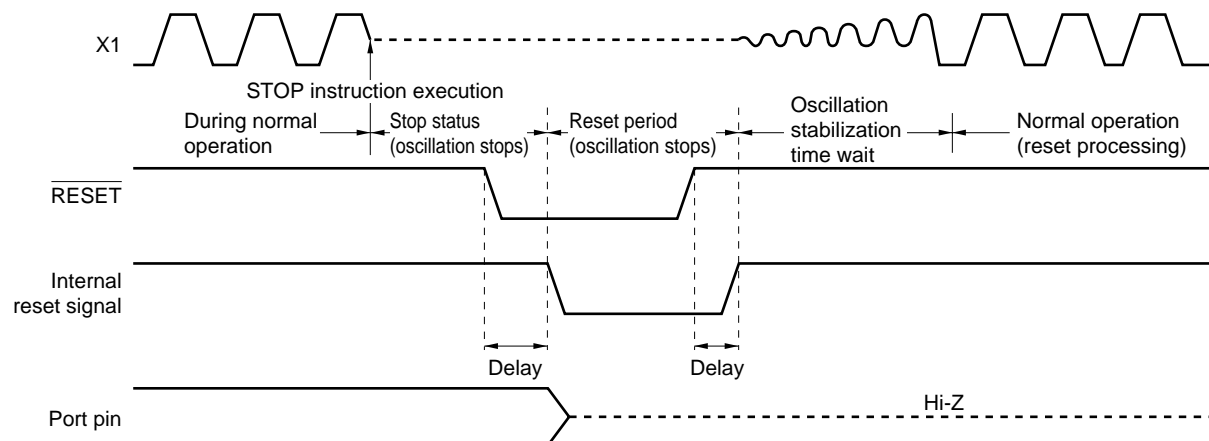 X1
STOP instruction execution
During normal
operation
Stop status
(oscillation stops)
Reset period
(oscillation stops)
Oscillation
stabilization
time wait
Normal operation
(reset processing)
RESET
Internal
reset signal
Delay
Delay
Port pin
Hi-Z